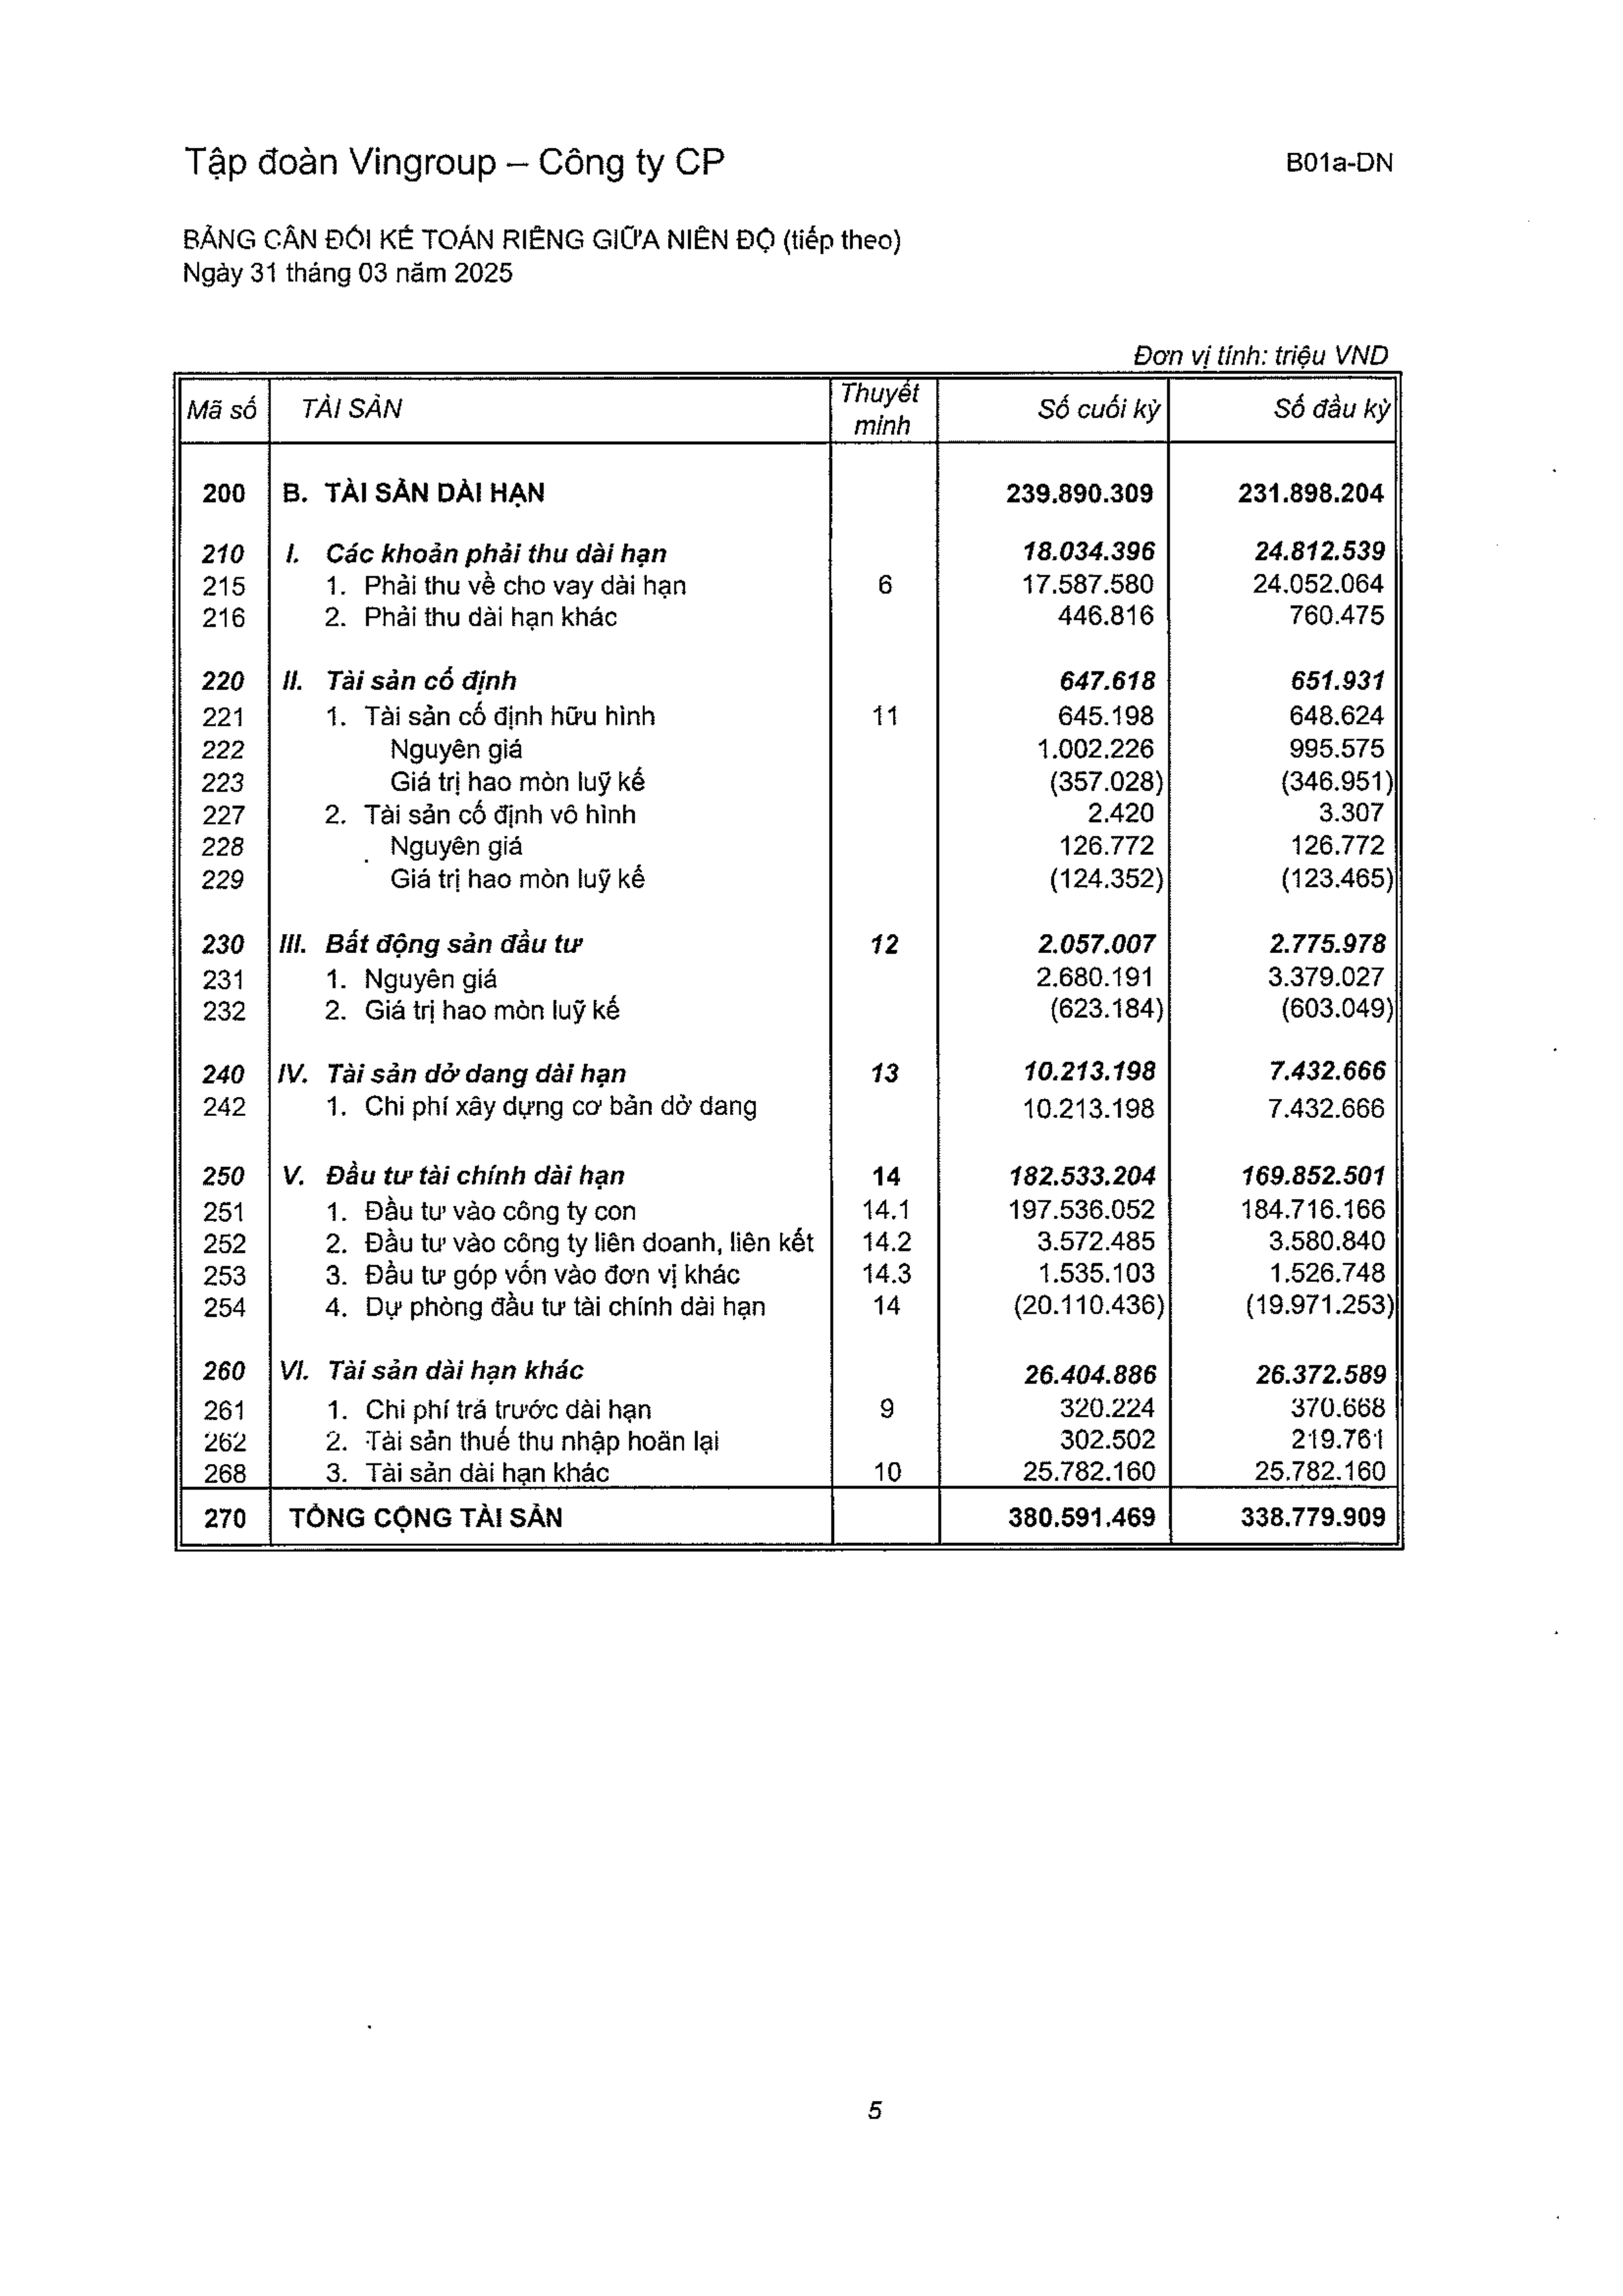 Tập đoàn Vingroup – Công ty CP B01a-DN
BẢNG CÂN ĐỐI KẾ TOÁN RIÊNG GIỮA NIÊN ĐỘ (tiếp theo)
Ngày 31 tháng 03 năm 2025
Đơn vị tính: triệu VND
Mã số TÀI SẢN Thuyết minh Số cuối kỳ Số đầu kỳ
200 B. TÀI SẢN DÀI HẠN 239.890.309 231.898.204
210 I. Các khoản phải thu dài hạn 18.034.396 24.812.539
215 1. Phải thu về cho vay dài hạn 6 17.587.580 24.052.064
216 2. Phải thu dài hạn khác 446.816 760.475
220 II. Tài sản cố định 647.618 651.931
221 1. Tài sản cố định hữu hình 11 645.198 648.624
222 Nguyên giá 1.002.226 995.575
223 Giá trị hao mòn luỹ kế (357.028) (346.951)
227 2. Tài sản cố định vô hình 2.420 3.307
228 Nguyên giá 126.772 126.772
229 Giá trị hao mòn luỹ kế (124.352) (123.465)
230 III. Bất động sản đầu tư 12 2.057.007 2.775.978
231 1. Nguyên giá 2.680.191 3.379.027
232 2. Giá trị hao mòn luỹ kế (623.184) (603.049)
240 IV. Tài sản dở dang dài hạn 13 10.213.198 7.432.666
242 1. Chi phí xây dựng cơ bản dở dang 10.213.198 7.432.666
250 V. Đầu tư tài chính dài hạn 14 182.533.204 169.852.501
251 1. Đầu tư vào công ty con 14.1 197.536.052 184.716.166
252 2. Đầu tư vào công ty liên doanh, liên kết 14.2 3.572.485 3.580.840
253 3. Đầu tư góp vốn vào đơn vị khác 14.3 1.535.103 1.526.748
254 4. Dự phòng đầu tư tài chính dài hạn 14 (20.110.436) (19.971.253)
260 VI. Tài sản dài hạn khác 26.404.886 26.372.589
261 1. Chi phí trả trước dài hạn 9 320.224 370.668
262 2. Tài sản thuế thu nhập hoãn lại 302.502 219.761
268 3. Tài sản dài hạn khác 10 25.782.160 25.782.160
270 TỔNG CỘNG TÀI SẢN 380.591.469 338.779.909
5